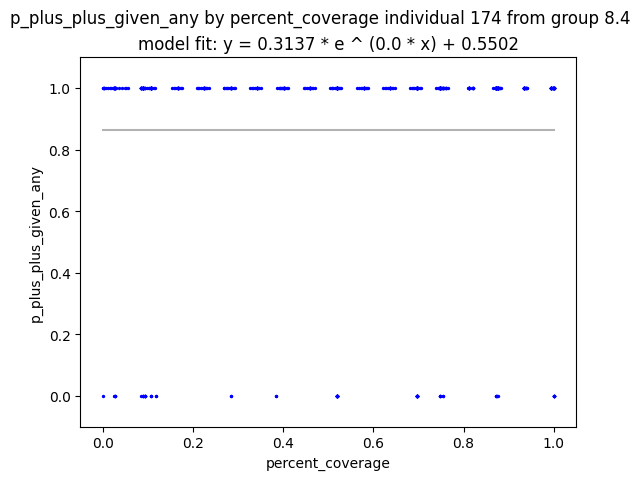 p_plus_plus_given_any by percent_coverage individual 174 from group 8.4
model fit: y = 0.3137 * e ^ (0.0 * x) + 0.5502
p_plus_plus_given_any
1.0
0.8
0.6
0.4
0.2
0.0
0.0 0.2 0.4 0.6 0.8 1.0
percent_coverage